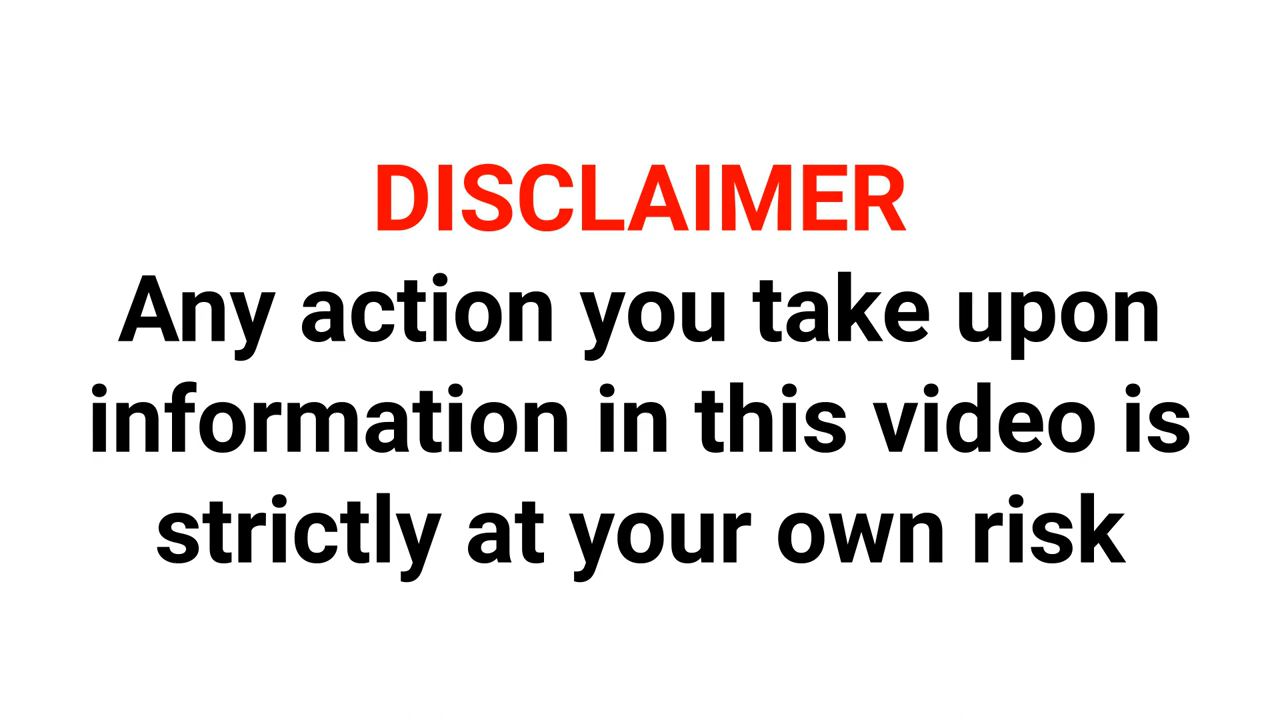 DISCLAIMER
Any action you take upon
information in this video is
strictly at your own risk